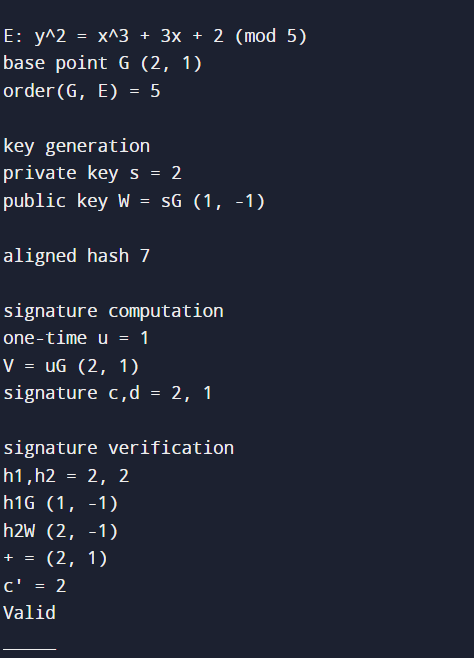 E: y^2 = x^3 + 3x + 2 (mod 5)
base point G (2, 1)
order(G, E) = 5
key generation
private key s = 2
public key W = sG (1, -1)
aligned hash 7
signature computation
one-time u = 1
V = uG (2, 1)
signature c,d = 2, 1
signature verification
h1,h2 = 2, 2
h1G (1, -1)
h2W (2, -1)
+ = (2, 1)
c' = 2
Valid
_____